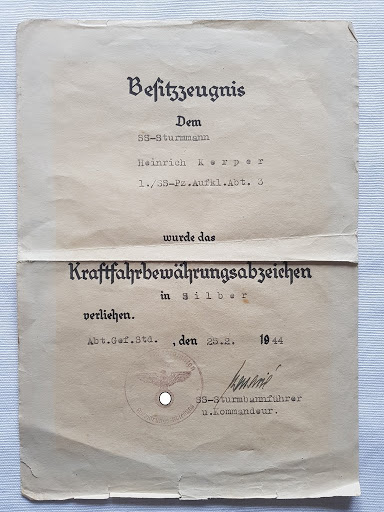 Besitzzeugnis
Dem
SS-Sturmmann
Heinrich Kerper
1./SS-Pz.Aufkl.Abt. 3
wurde das
Kraftfahrbewährungsabzeichen
in Silber
verliehen.
Abt.Gef.Std. , den 25.2. 1944
SS-Sturmbannführer
u.Kommandeur.